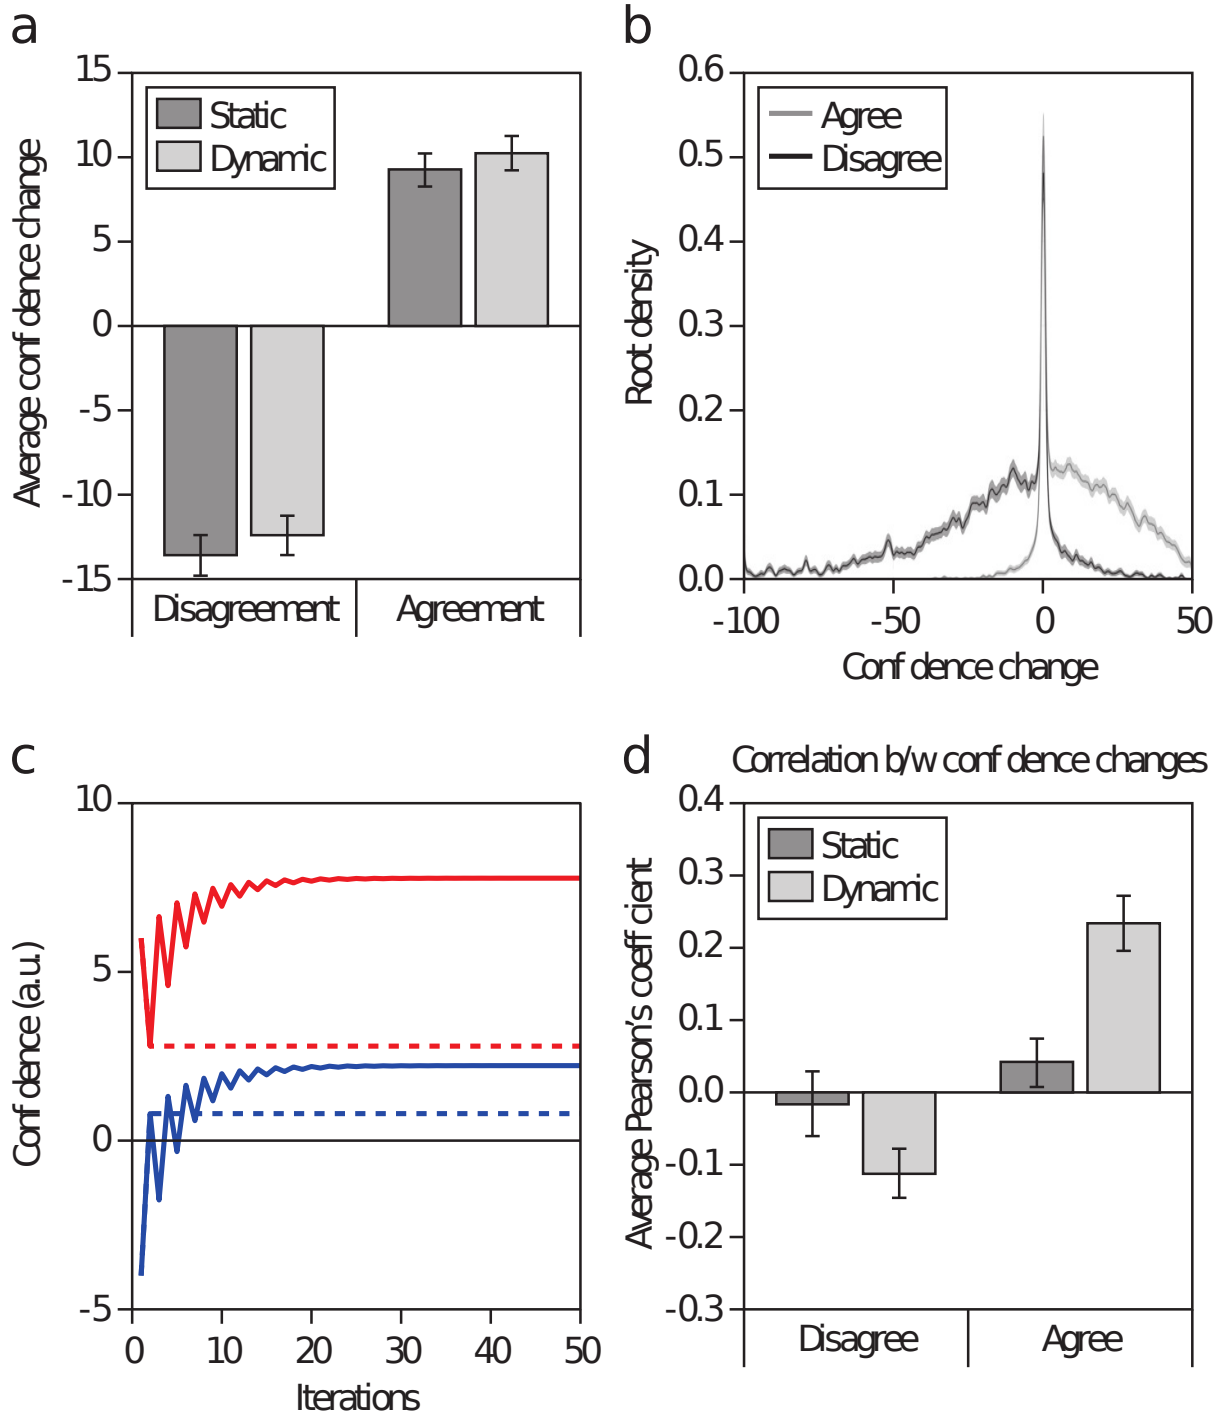 a
Average conf dence change
15
10
5
0
-5
-10
-15
Static
Dynamic
Disagreement
Agreement
b
Root density
0.6
0.5
0.4
0.3
0.2
0.1
0.0
Agree
Disagree
-100
-50
0
50
Conf dence change
c
Conf dence (a.u.)
10
5
0
-5
0
10
20
30
40
50
Iterations
d
Correlation b/w conf dence changes
Average Pearson's coeff cient
0.4
0.3
0.2
0.1
0.0
-0.1
-0.2
-0.3
Static
Dynamic
Disagree
Agree